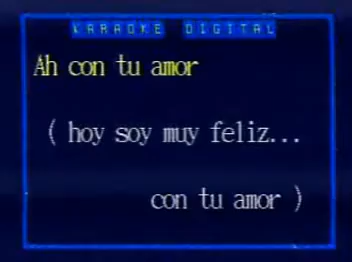 KARAOKE DIGITAL
Ah con tu amor
( hoy soy muy feliz...
con tu amor )